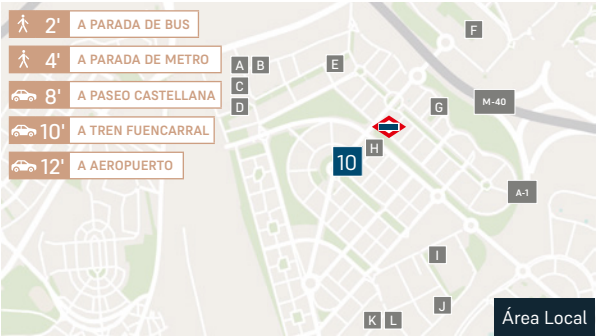 2' A PARADA DE BUS
4' A PARADA DE METRO
8' A PASEO CASTELLANA
10' A TREN FUENCARRAL
12' A AEROPUERTO
F
A B
E
C
D
G
M-40
H
10
A-1
I
J
K L
Área Local